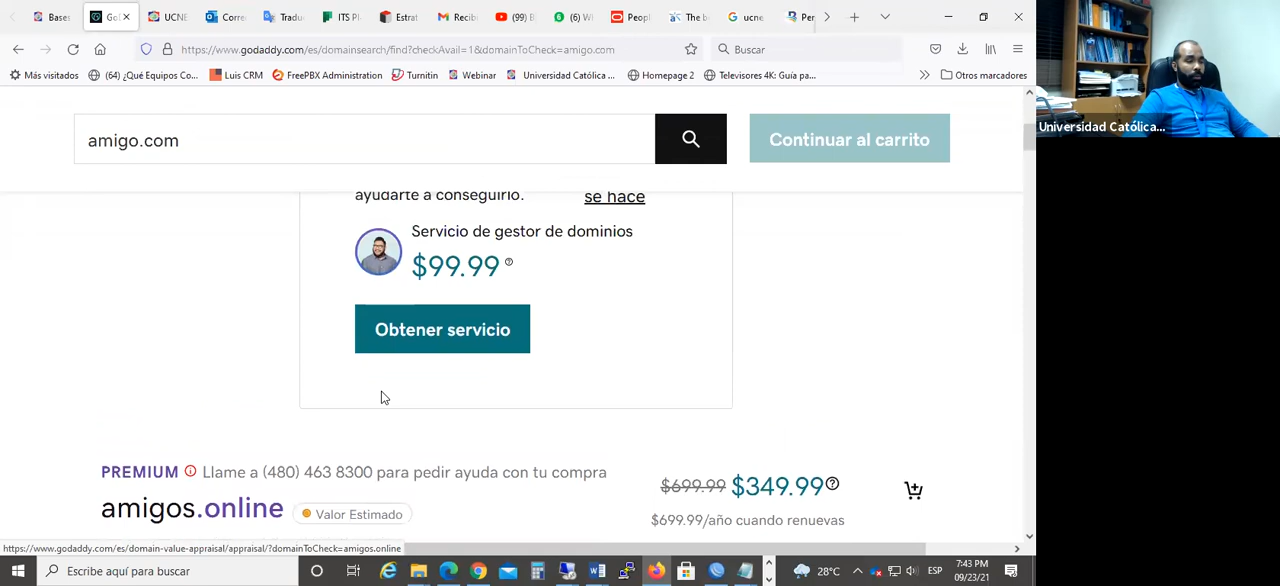 Bases
Go
UCNE
Corre
Tradu
ITS Pl
Estrat
Recib
(99) B
(6) W
Peopl
The b
ucne
Per
https://www.godaddy.com/es/domainsearch/find?checkAvail=1&domainToCheck=amigo.com
Buscar
Más visitados
(64) ¿Qué Equipos Co...
Luis CRM
FreePBX Administration
Turnitin
Webinar
Universidad Católica ...
Homepage 2
Televisores 4K: Guía pa...
Otros marcadores
amigo.com
Continuar al carrito
ayudarte a conseguirlo.
se hace
Servicio de gestor de dominios
$99.99
Obtener servicio
PREMIUM Llame a (480) 463 8300 para pedir ayuda con tu compra
amigos.online
Valor Estimado
$699.99 $349.99
$699.99/año cuando renuevas
https://www.godaddy.com/es/domain-value-appraisal/appraisal/?domainToCheck=amigos.online
Escribe aquí para buscar
28°C
ESP
7:43 PM
09/23/21
Universidad Católica...